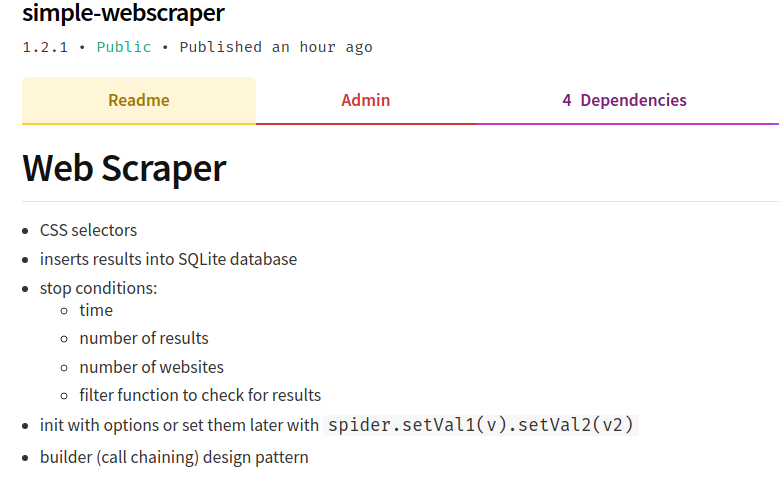 simple-webscraper
1.2.1 • Public • Published an hour ago
Readme
Admin
4 Dependencies
Web Scraper
• CSS selectors
• inserts results into SQLite database
• stop conditions:
◦ time
◦ number of results
◦ number of websites
◦ filter function to check for results
• init with options or set them later with spider.setVal1(v).setVal2(v2)
• builder (call chaining) design pattern